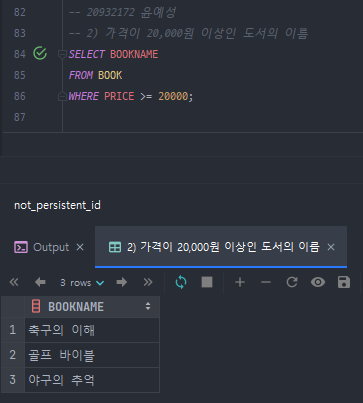 82 -- 20932172 윤예성
83 -- 2) 가격이 20,000원 이상인 도서의 이름
84 SELECT BOOKNAME
85 FROM BOOK
86 WHERE PRICE >= 20000;
87
not_persistent_id
Output × 2) 가격이 20,000원 이상인 도서의 이름 ×
3 rows
BOOKNAME
1 축구의 이해
2 골프 바이블
3 야구의 추억